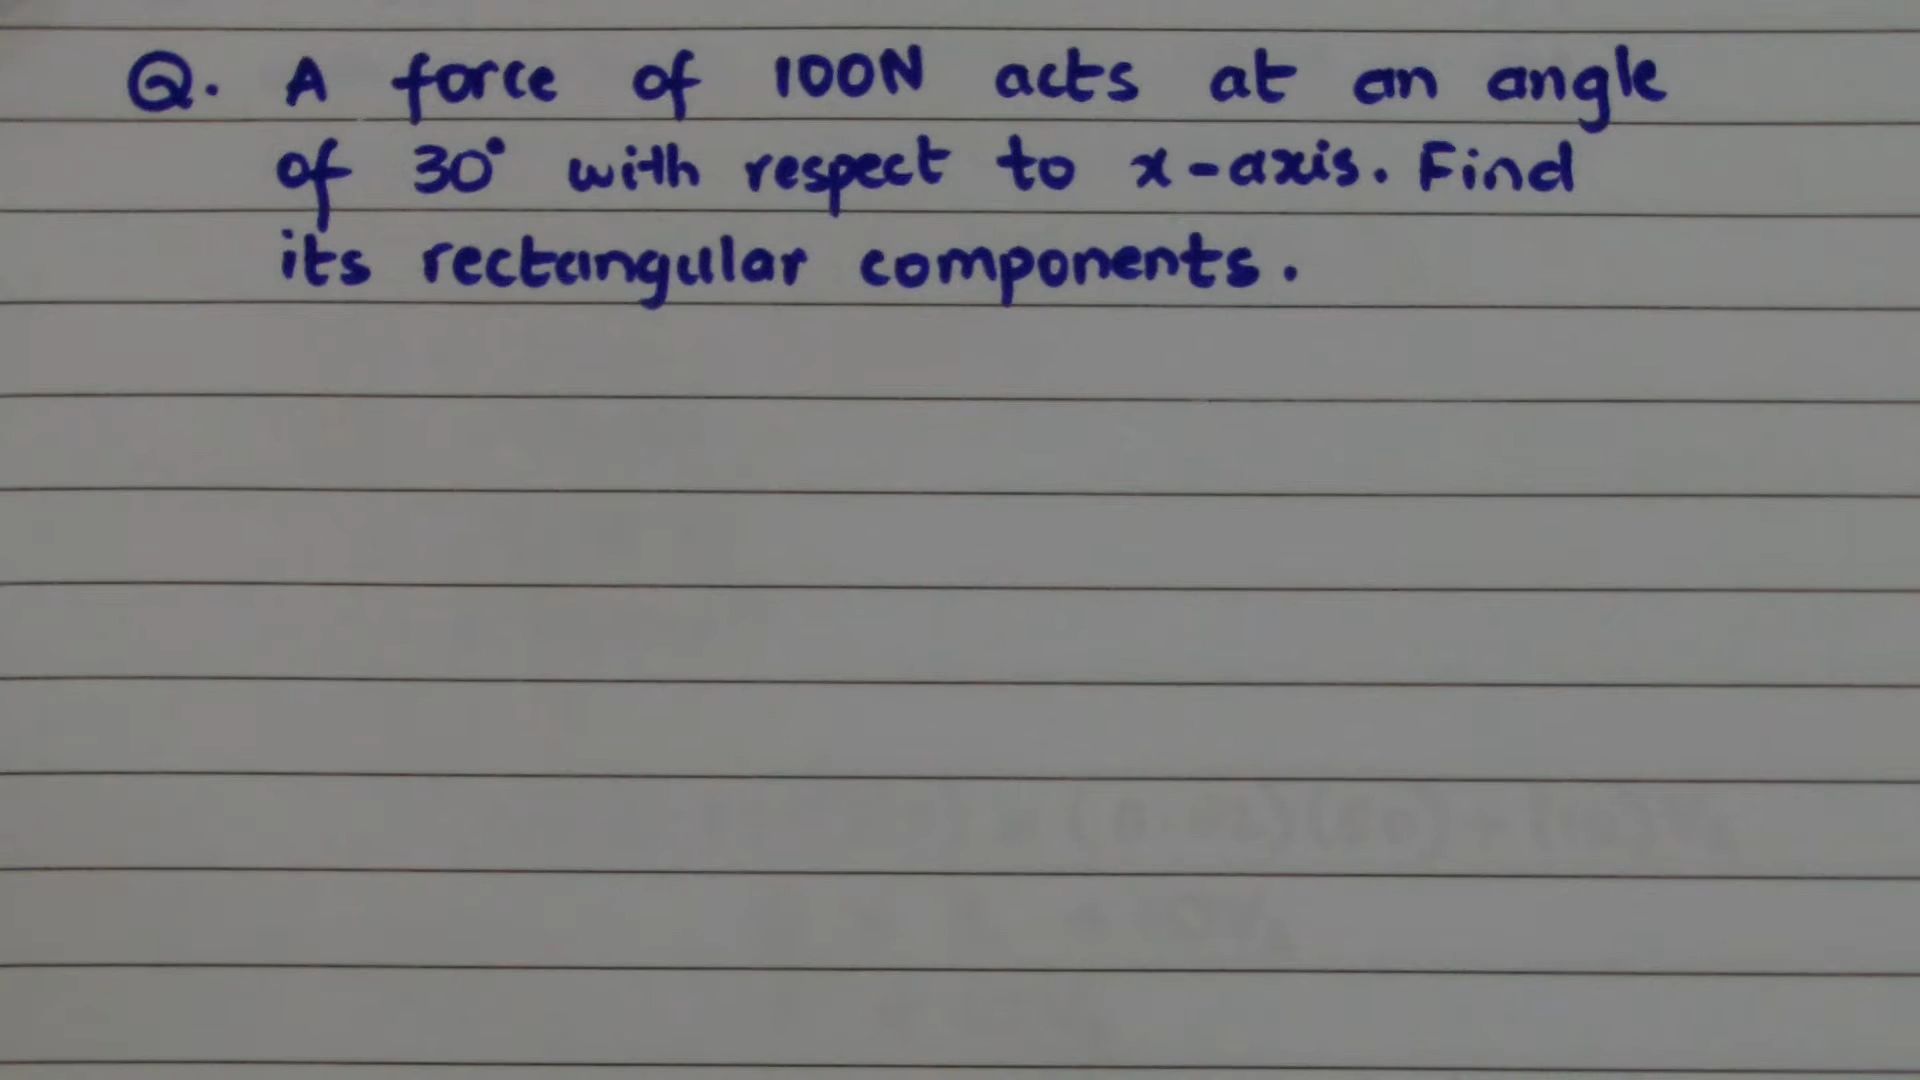 Q. A force of 100N acts at an angle
of 30° with respect to x-axis. Find
its rectangular components.